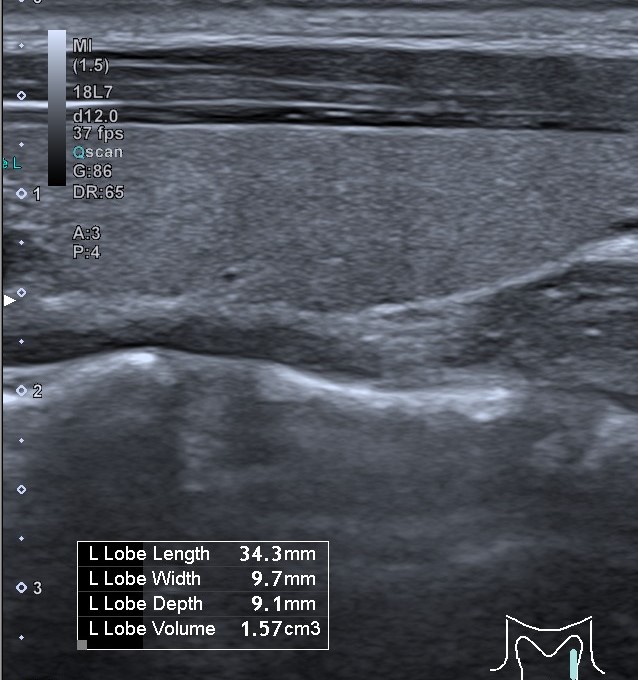 MI
(1.5)
18L7
d12.0
37 fps
Qscan
G:86
DR:65
A:3
P:4
1
2
3
L Lobe Length 34.3mm
L Lobe Width 9.7mm
L Lobe Depth 9.1mm
L Lobe Volume 1.57cm3